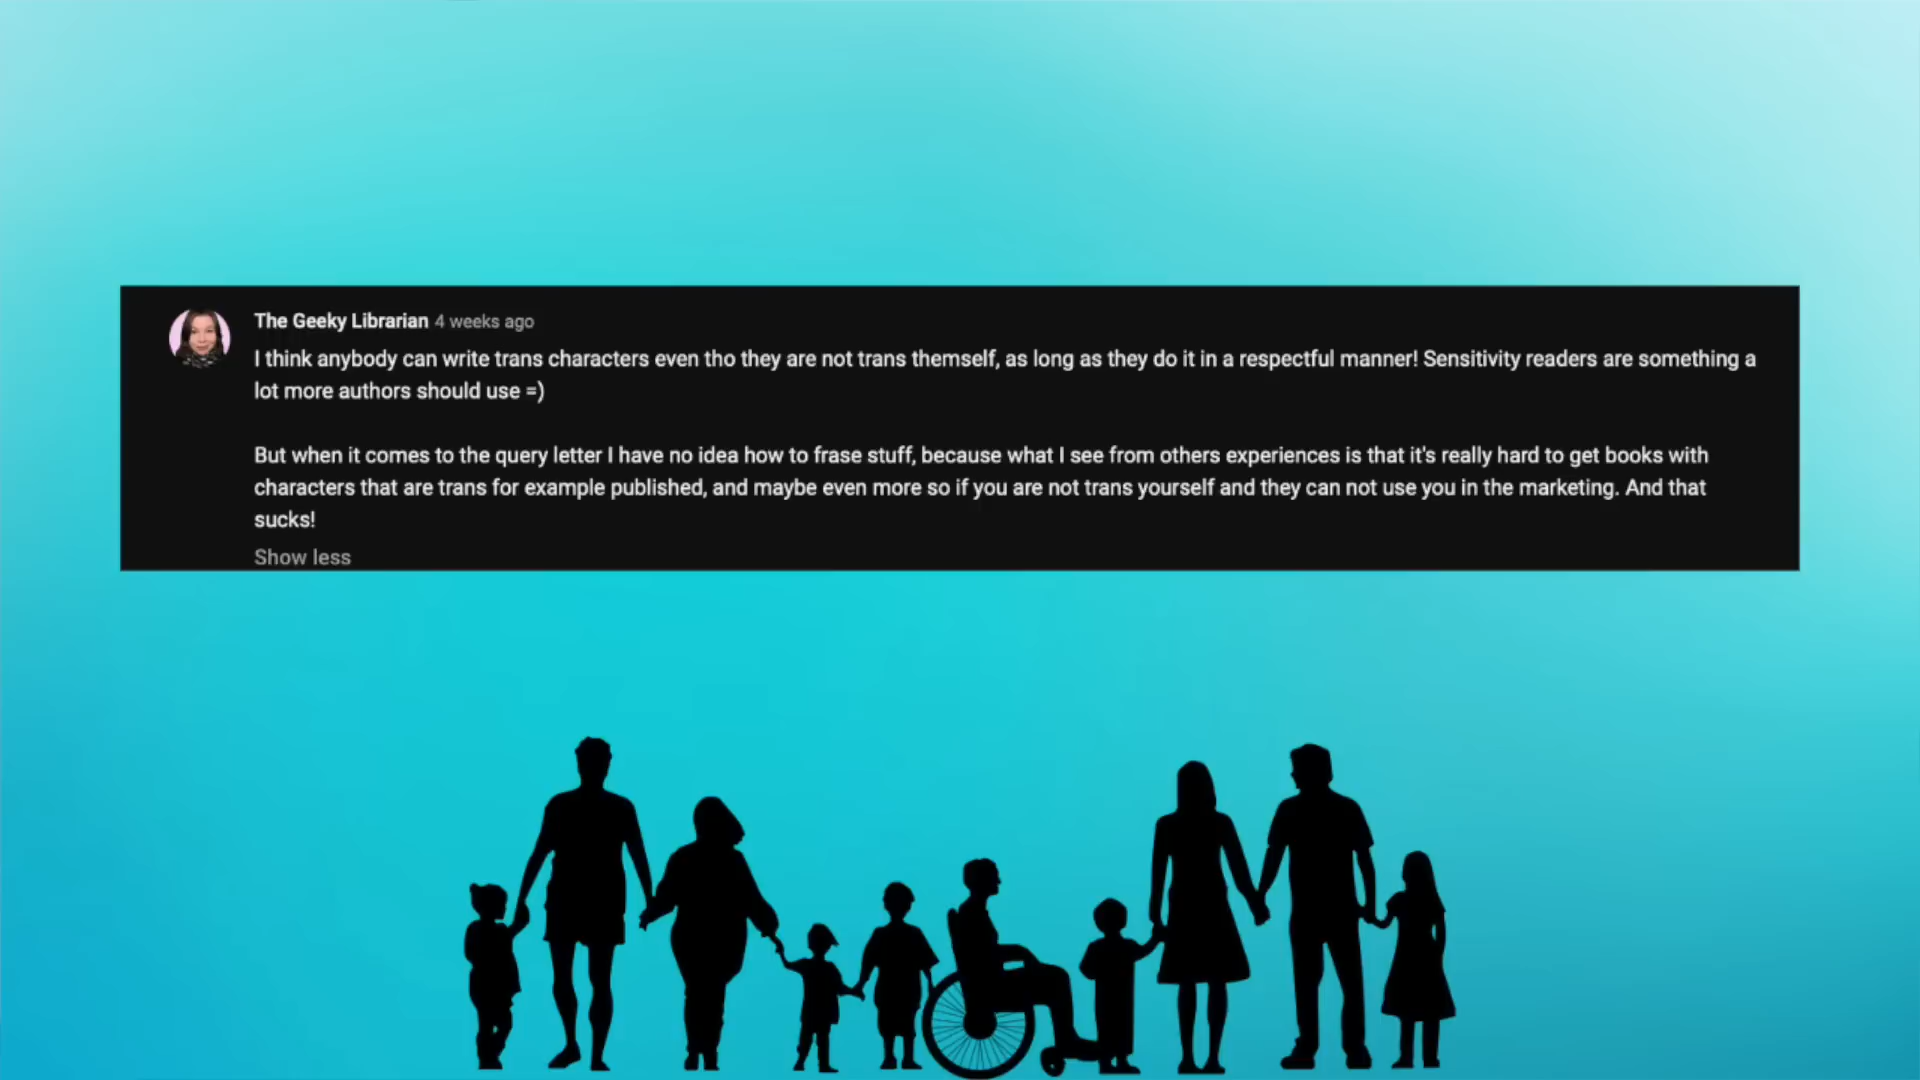 The Geeky Librarian 4 weeks ago
I think anybody can write trans characters even tho they are not trans themself, as long as they do it in a respectful manner! Sensitivity readers are something a
lot more authors should use =)
But when it comes to the query letter I have no idea how to frase stuff, because what I see from others experiences is that it's really hard to get books with
characters that are trans for example published, and maybe even more so if you are not trans yourself and they can not use you in the marketing. And that
sucks!
Show less